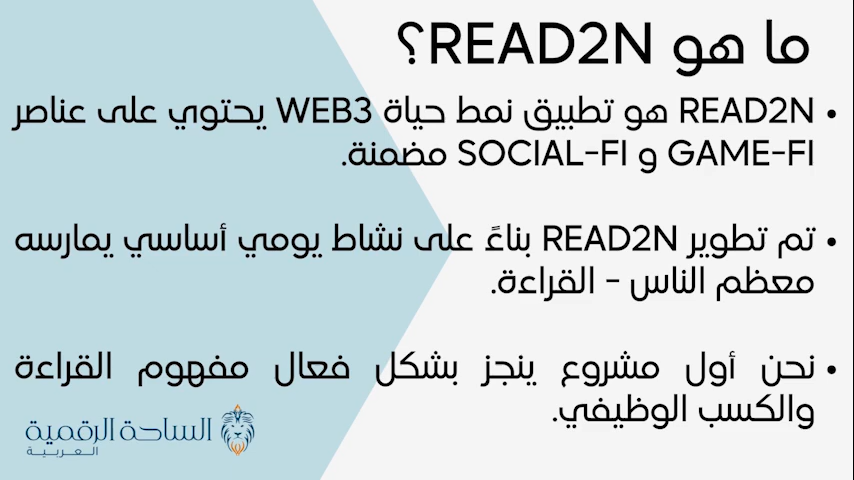 ما هو READ2N؟
• READ2N هو تطبيق نمط حياة WEB3 يحتوي على عناصر
GAME-FI و SOCIAL-FI مضمنة.
• تم تطوير READ2N بناءً على نشاط يومي أساسي يمارسه
معظم الناس - القراءة.
• نحن أول مشروع ينجز بشكل فعال مفهوم القراءة
والكسب الوظيفي.
الساحة الرقمية
العربية